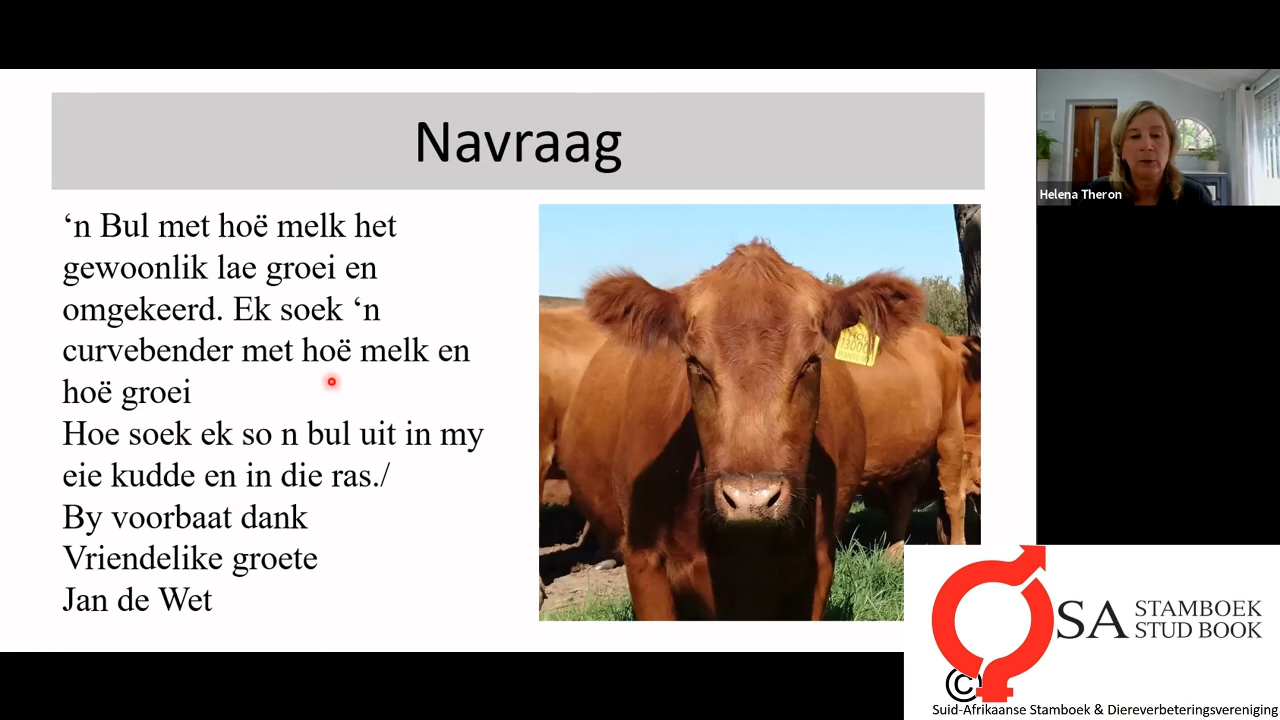 Navraag
‘n Bul met hoë melk het
gewoonlik lae groei en
omgekeerd. Ek soek ‘n
curvebender met hoë melk en
hoë groei
Hoe soek ek so n bul uit in my
eie kudde en in die ras./
By voorbaat dank
Vriendelike groete
Jan de Wet
Helena Theron
SA STAMBOEK
STUD BOOK
©
Suid-Afrikaanse Stamboek & Diereverbeteringsvereniging